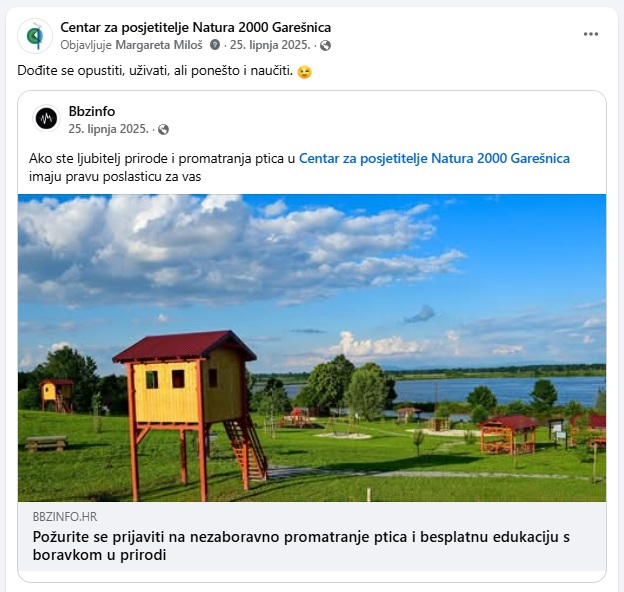 Centar za posjetitelje Natura 2000 Garešnica
Objavljuje Margareta Miloš · 25. lipnja 2025. ·
Dođite se opustiti, uživati, ali ponešto i naučiti. 😉
Bbzinfo
25. lipnja 2025. ·
Ako ste ljubitelj prirode i promatranja ptica u Centar za posjetitelje Natura 2000 Garešnica
imaju pravu poslasticu za vas
BBZINFO.HR
Požurite se prijaviti na nezaboravno promatranje ptica i besplatnu edukaciju s
boravkom u prirodi